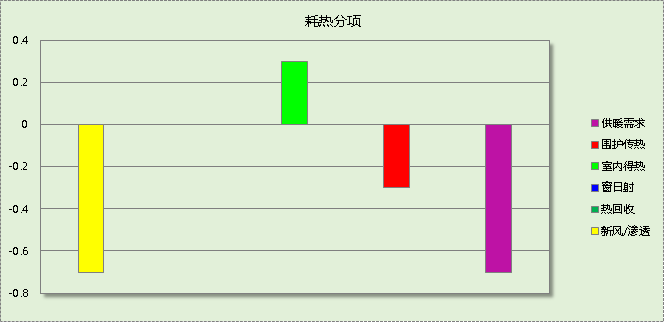 耗热分项
0.4
0.2
0
-0.2
-0.4
-0.6
-0.8
供暖需求
围护传热
室内得热
窗日射
热回收
新风/渗透